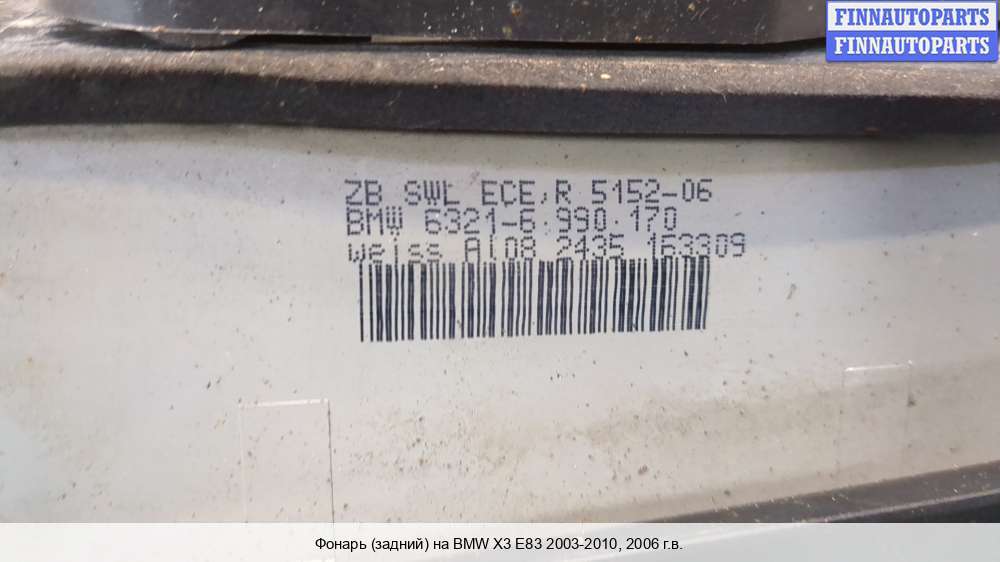 FINNAUTOPARTS
FINNAUTOPARTS
ZB SWL ECE,R 5152-06
BMW 6321-6.990.170
weiss Al08 2435 163309
Фонарь (задний) на BMW X3 E83 2003-2010, 2006 г.в.